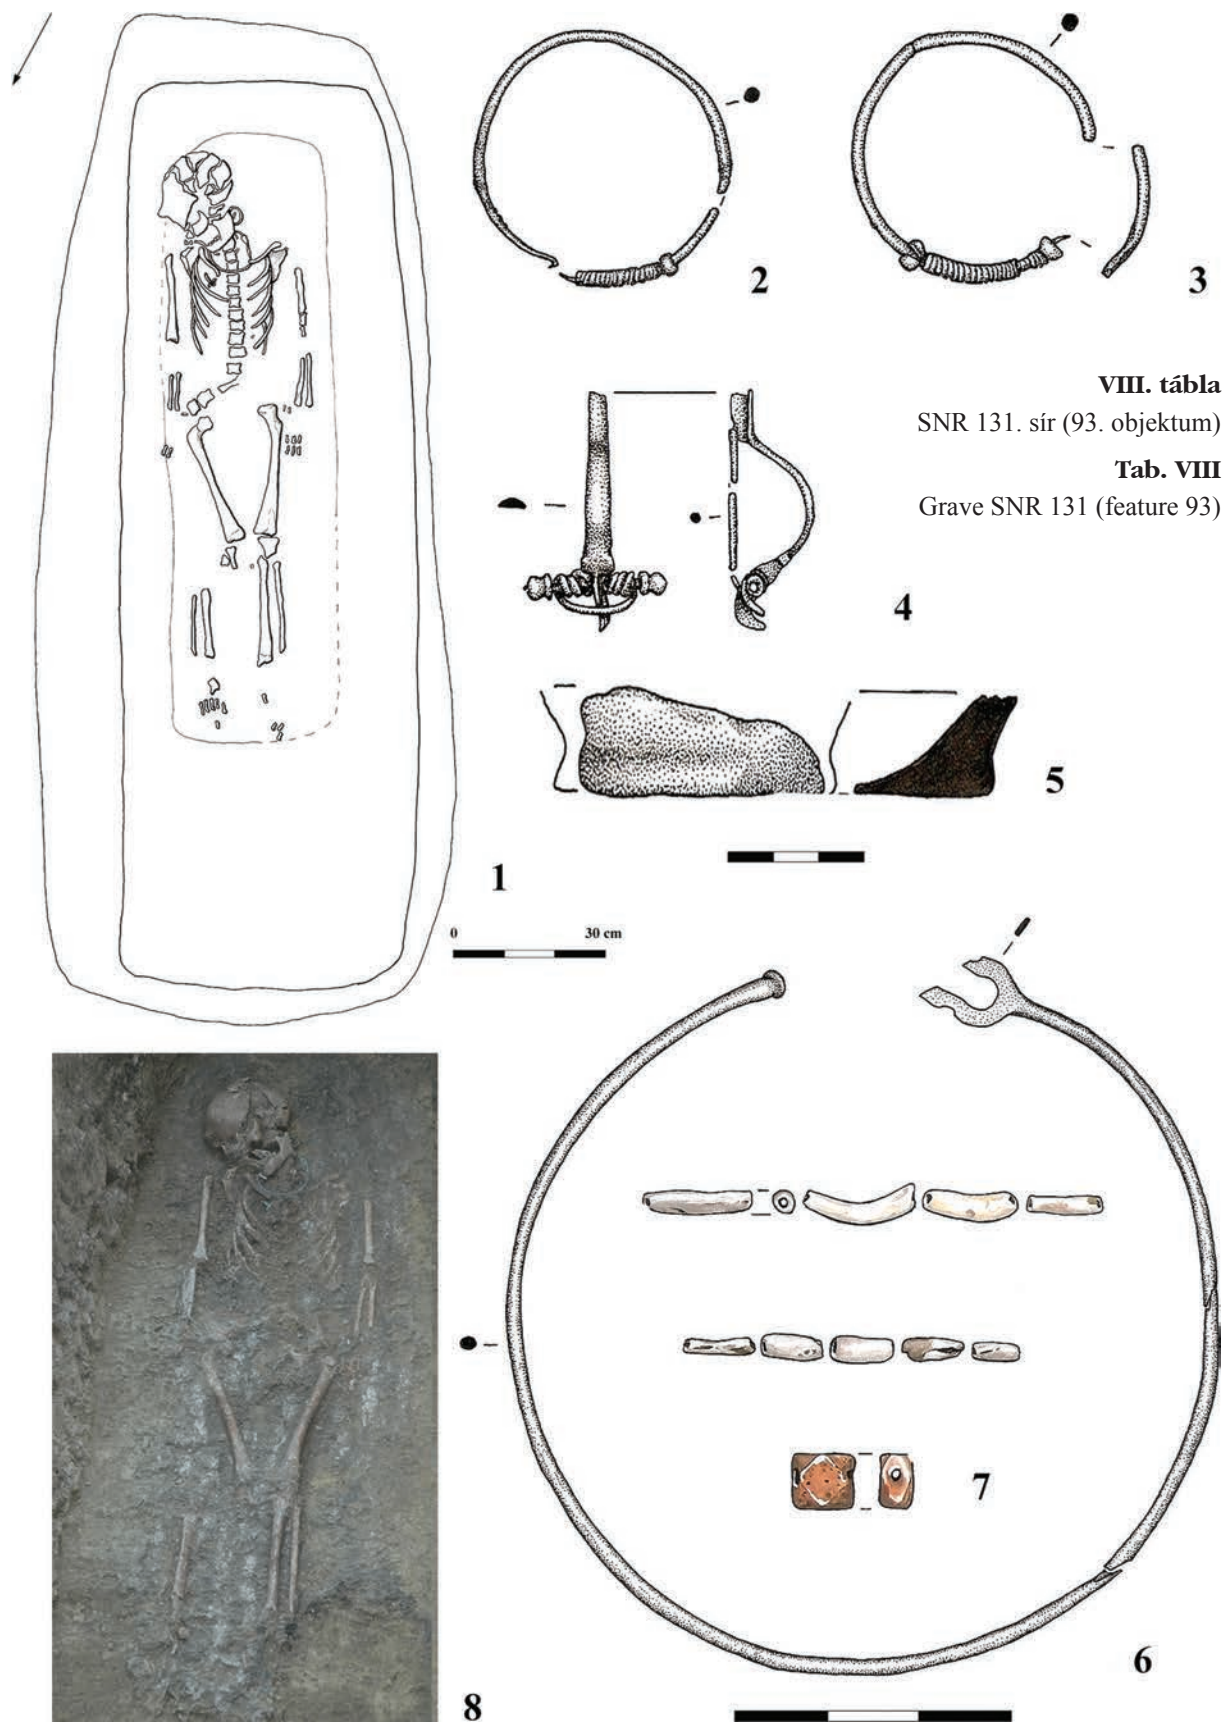 2
3
VIII. tábla
SNR 131. sír (93. objektum)
Tab. VIII
Grave SNR 131 (feature 93)
4
5
1
0 30 cm
7
6
8